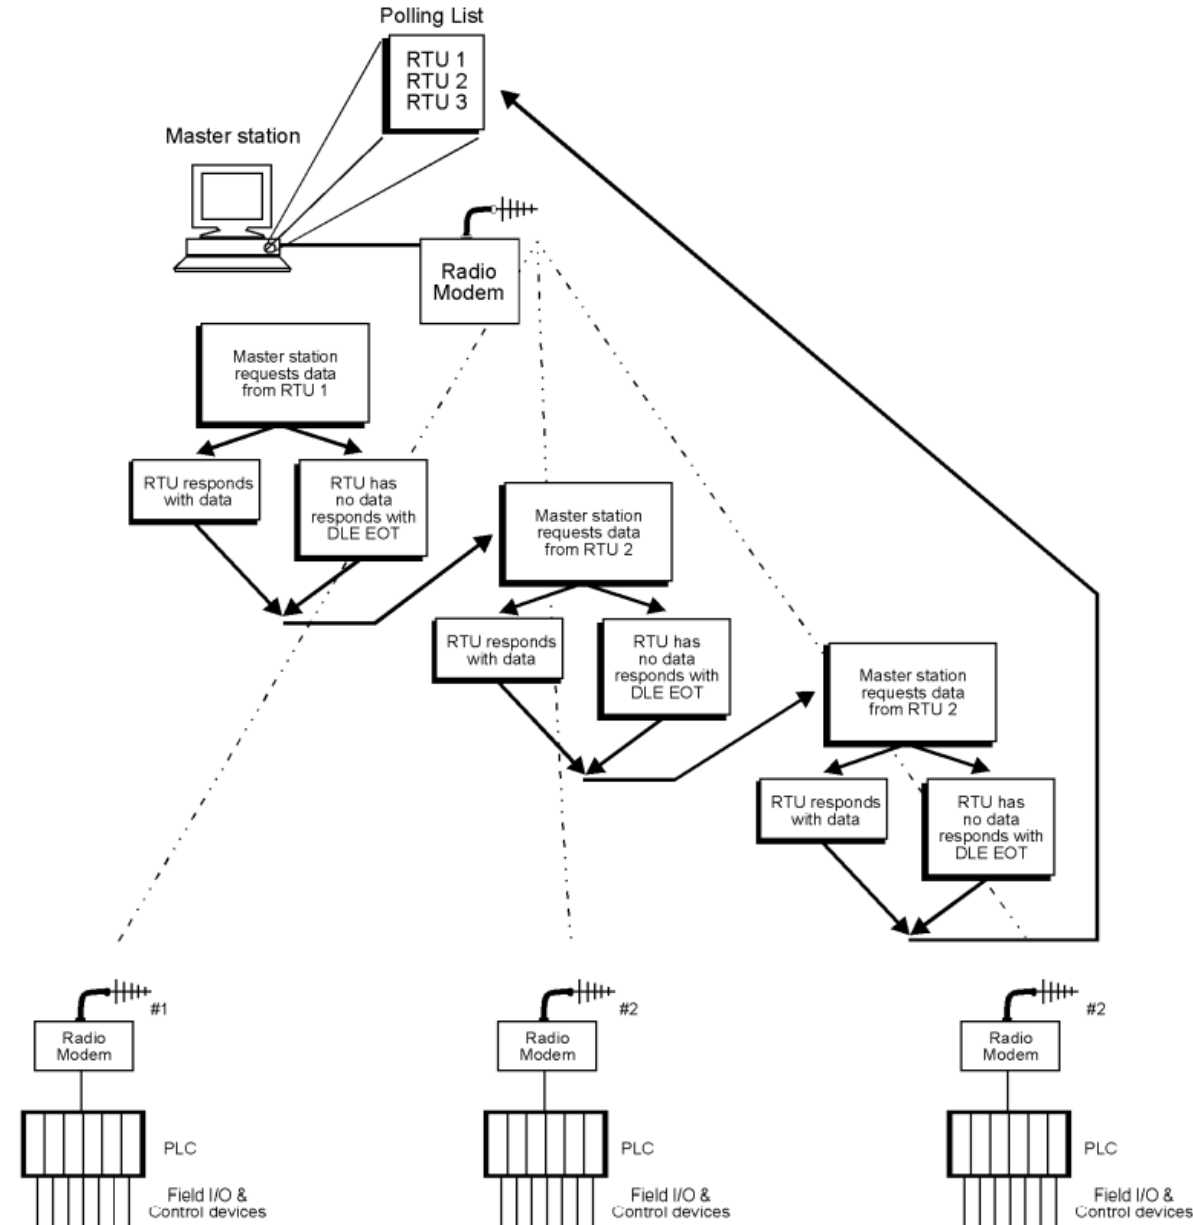 Polling List
RTU 1
RTU 2
RTU 3
Master station
Radio
Modem
Master station
requests data
from RTU 1
RTU responds
with data
RTU has
no data
responds with
DLE EOT
Master station
requests data
from RTU 2
RTU responds
with data
RTU has
no data
responds with
DLE EOT
Master station
requests data
from RTU 2
RTU responds
with data
RTU has
no data
responds with
DLE EOT
#1
Radio
Modem
PLC
Field I/O &
Control devices
#2
Radio
Modem
PLC
Field I/O &
Control devices
#2
Radio
Modem
PLC
Field I/O &
Control devices